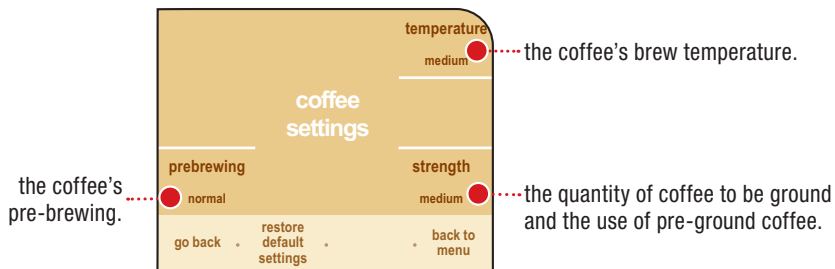 temperature
medium
the coffee’s brew temperature.
coffee
settings
prebrewing
normal
the coffee’s
pre-brewing.
strength
medium
the quantity of coffee to be ground
and the use of pre-ground coffee.
go back
restore
default
settings
back to
menu